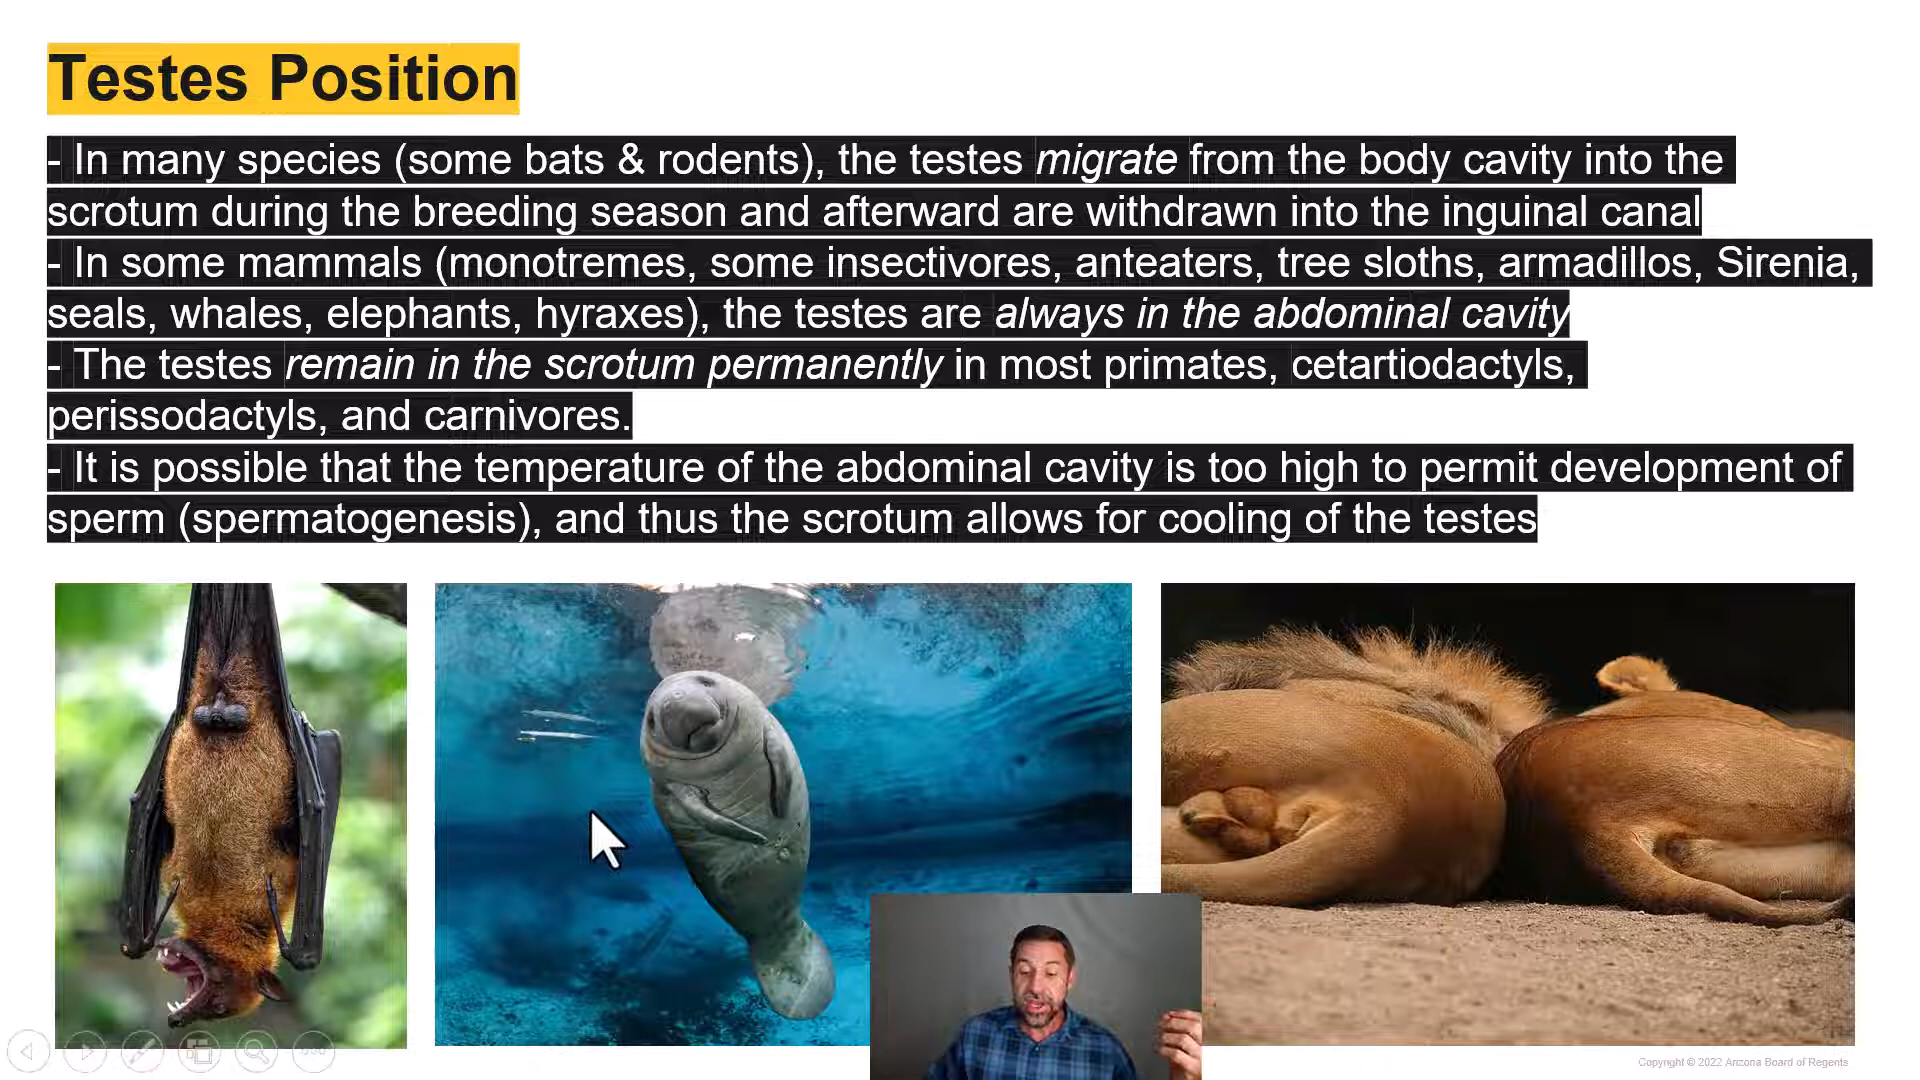 Testes Position
- In many species (some bats & rodents), the testes migrate from the body cavity into the
scrotum during the breeding season and afterward are withdrawn into the inguinal canal
- In some mammals (monotremes, some insectivores, anteaters, tree sloths, armadillos, Sirenia,
seals, whales, elephants, hyraxes), the testes are always in the abdominal cavity
- The testes remain in the scrotum permanently in most primates, cetartiodactyls,
perissodactyls, and carnivores.
- It is possible that the temperature of the abdominal cavity is too high to permit development of
sperm (spermatogenesis), and thus the scrotum allows for cooling of the testes
Copyright © 2022 Arizona Board of Regents